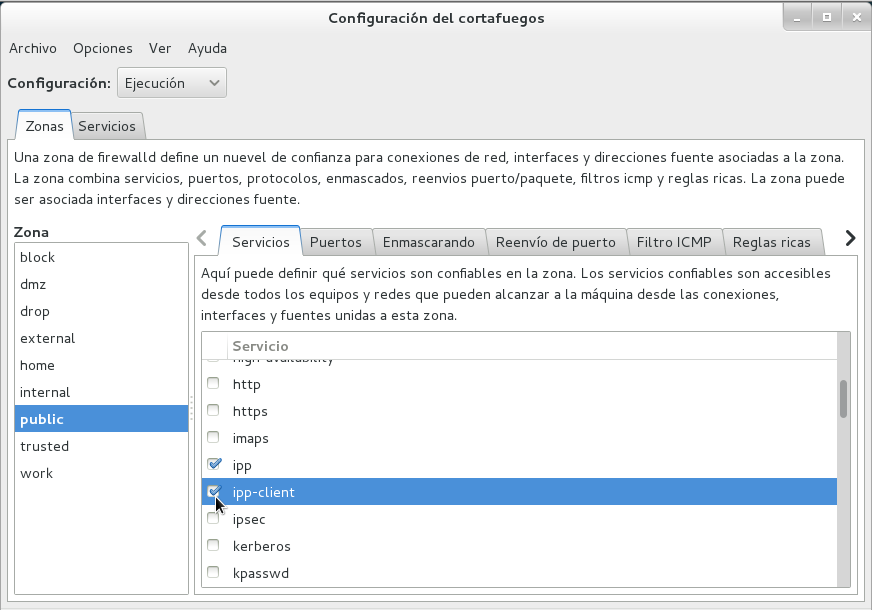 Configuración del cortafuegos
Archivo Opciones Ver Ayuda
Configuración: Ejecución
Zonas Servicios
Una zona de firewalld define un nuevel de confianza para conexiones de red, interfaces y direcciones fuente asociadas a la zona.
La zona combina servicios, puertos, protocolos, enmascados, reenvios puerto/paquete, filtros icmp y reglas ricas. La zona puede
ser asociada interfaces y direcciones fuente.
Zona
block
dmz
drop
external
home
internal
public
trusted
work
Servicios Puertos Enmascarando Reenvío de puerto Filtro ICMP Reglas ricas
Aquí puede definir qué servicios son confiables en la zona. Los servicios confiables son accesibles
desde todos los equipos y redes que pueden alcanzar a la máquina desde las conexiones,
interfaces y fuentes unidas a esta zona.
Servicio
high-availability
http
https
imaps
ipp
ipp-client
ipsec
kerberos
kpasswd